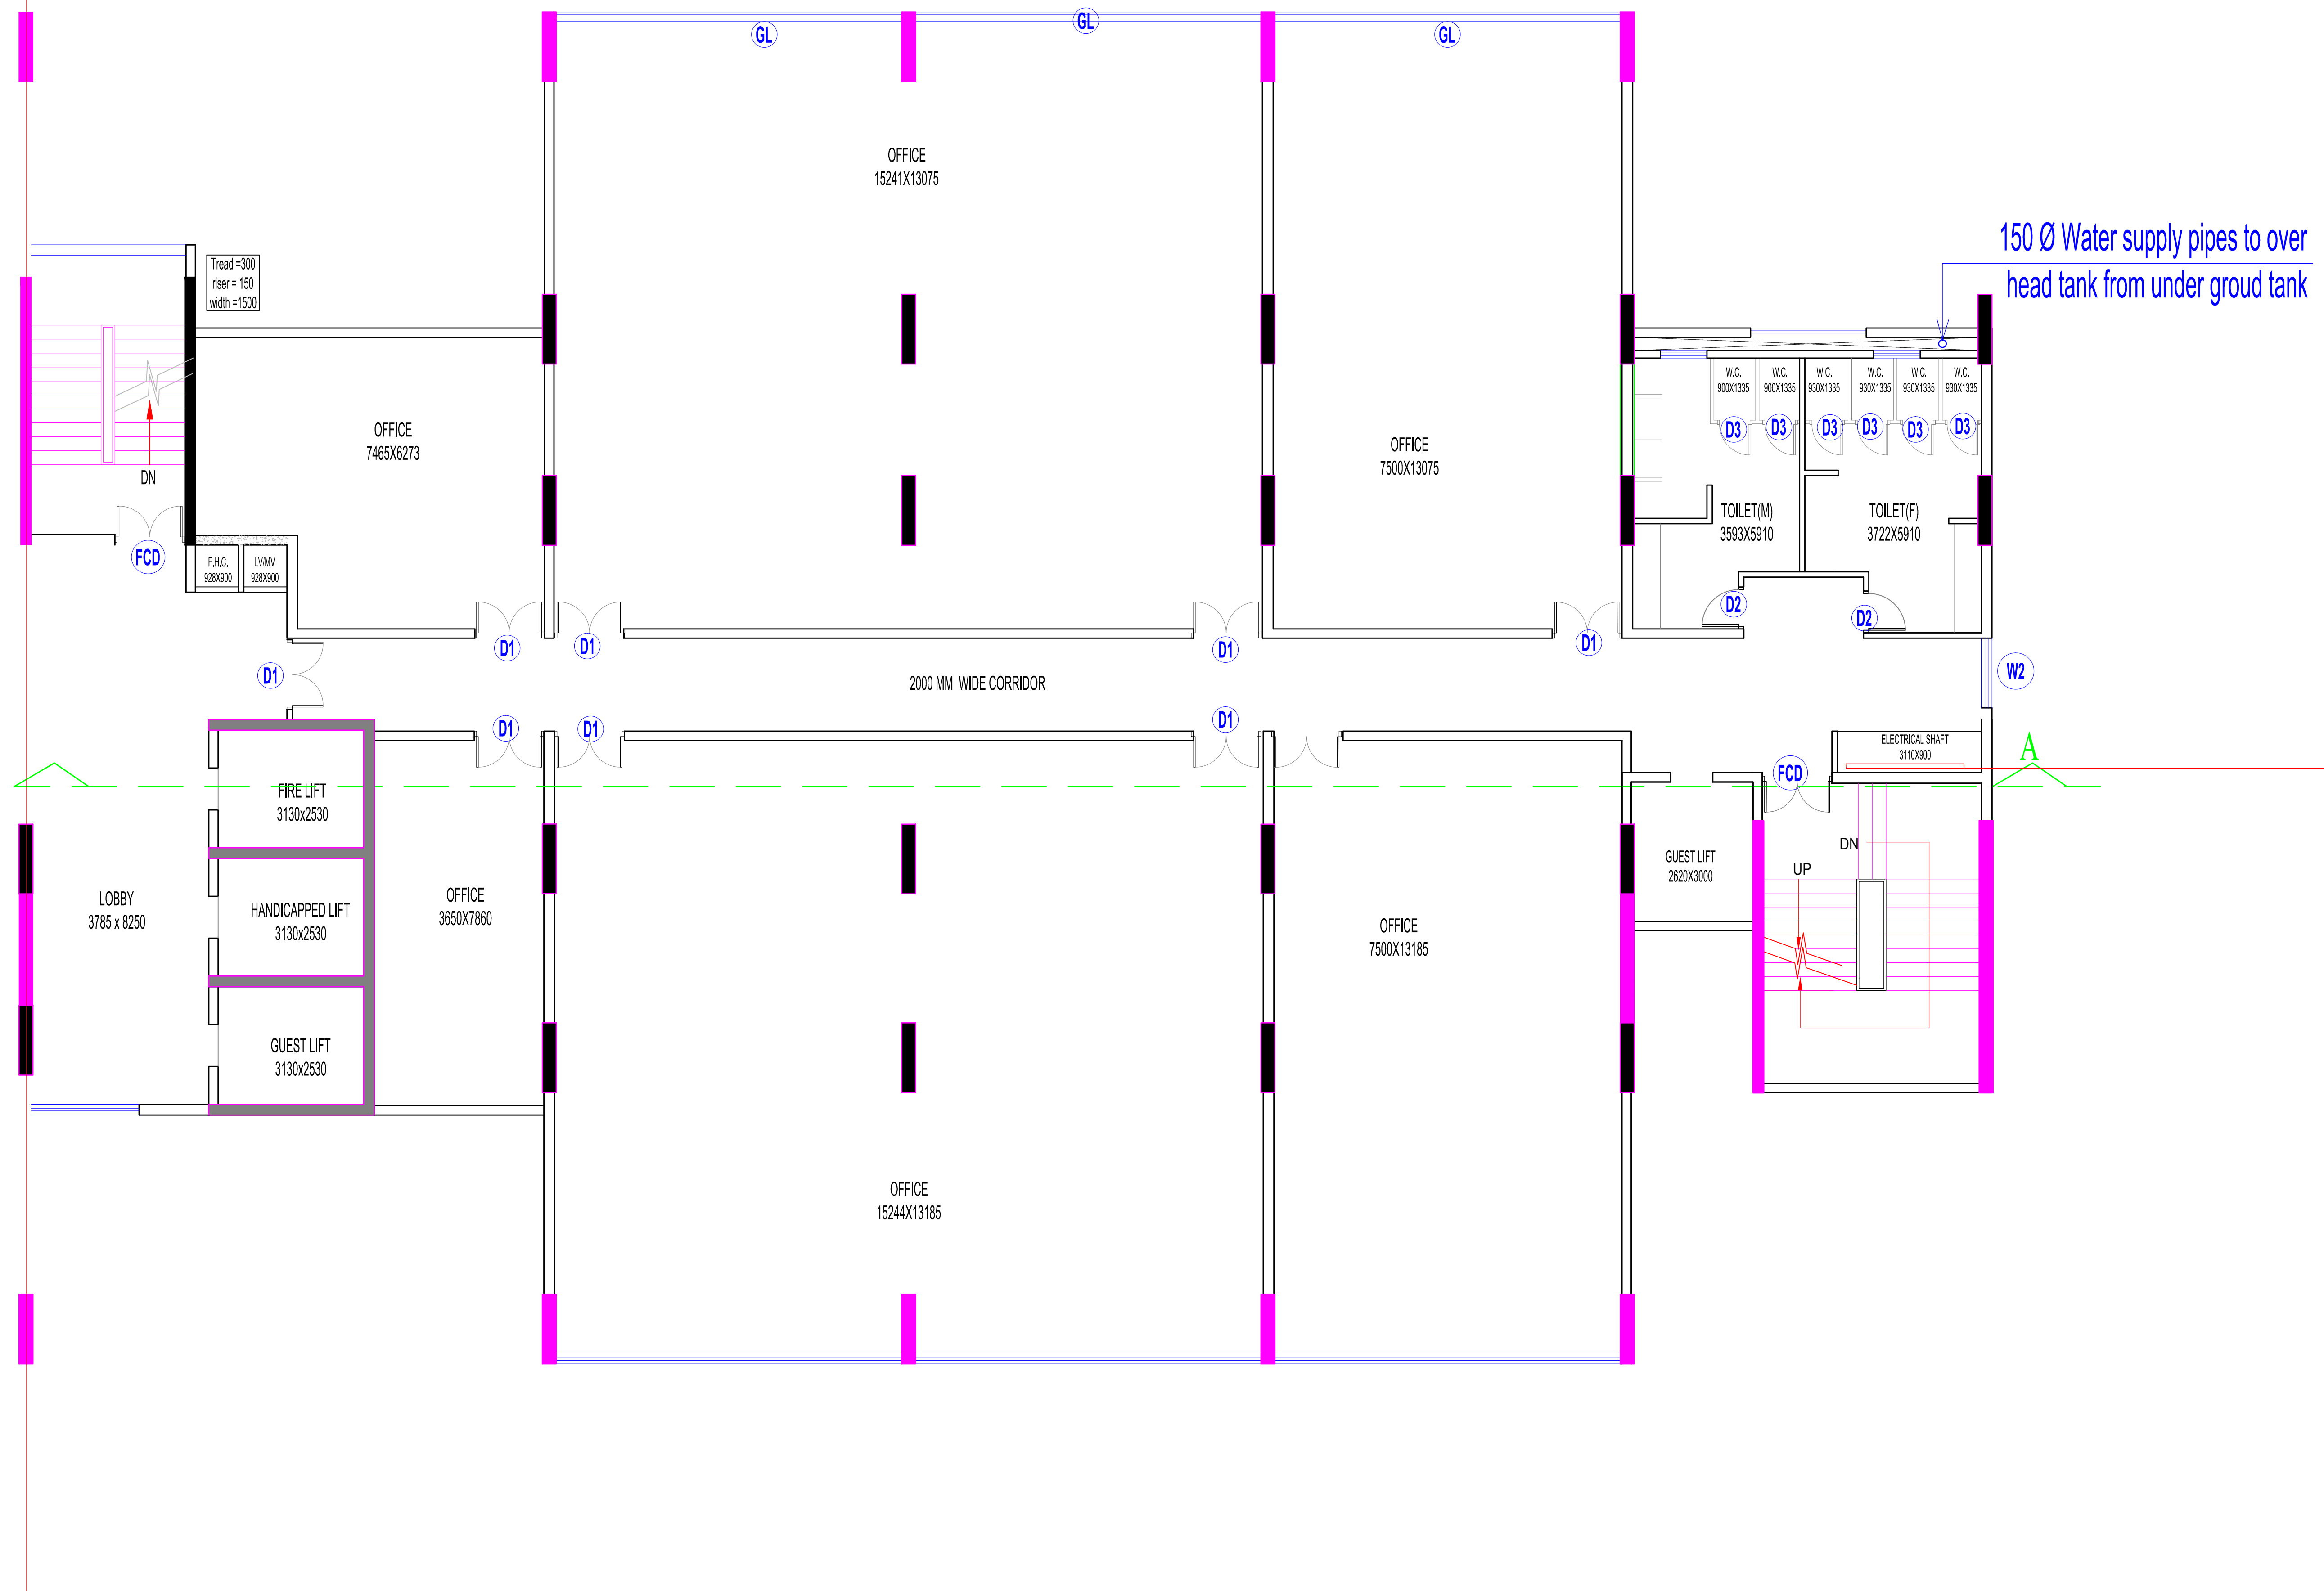 GL
GL
GL
OFFICE
15241X13075
150 Ø Water supply pipes to over
head tank from under groud tank
Tread =300
riser = 150
width =1500
W.C.
900X1335
W.C.
900X1335
W.C.
930X1335
W.C.
930X1335
W.C.
930X1335
W.C.
930X1335
D3
D3
D3
D3
D3
D3
OFFICE
7465X6273
OFFICE
7500X13075
DN
TOILET(M)
3593X5910
TOILET(F)
3722X5910
FCD
F.H.C.
928X900
LV/MV
928X900
D2
D2
D1
D1
D1
D1
D1
2000 MM WIDE CORRIDOR
W2
D1
D1
D1
ELECTRICAL SHAFT
3110X900
A
FCD
FIRE LIFT
3130x2530
DN
UP
GUEST LIFT
2620X3000
LOBBY
3785 x 8250
HANDICAPPED LIFT
3130x2530
OFFICE
3650X7860
OFFICE
7500X13185
GUEST LIFT
3130x2530
OFFICE
15244X13185